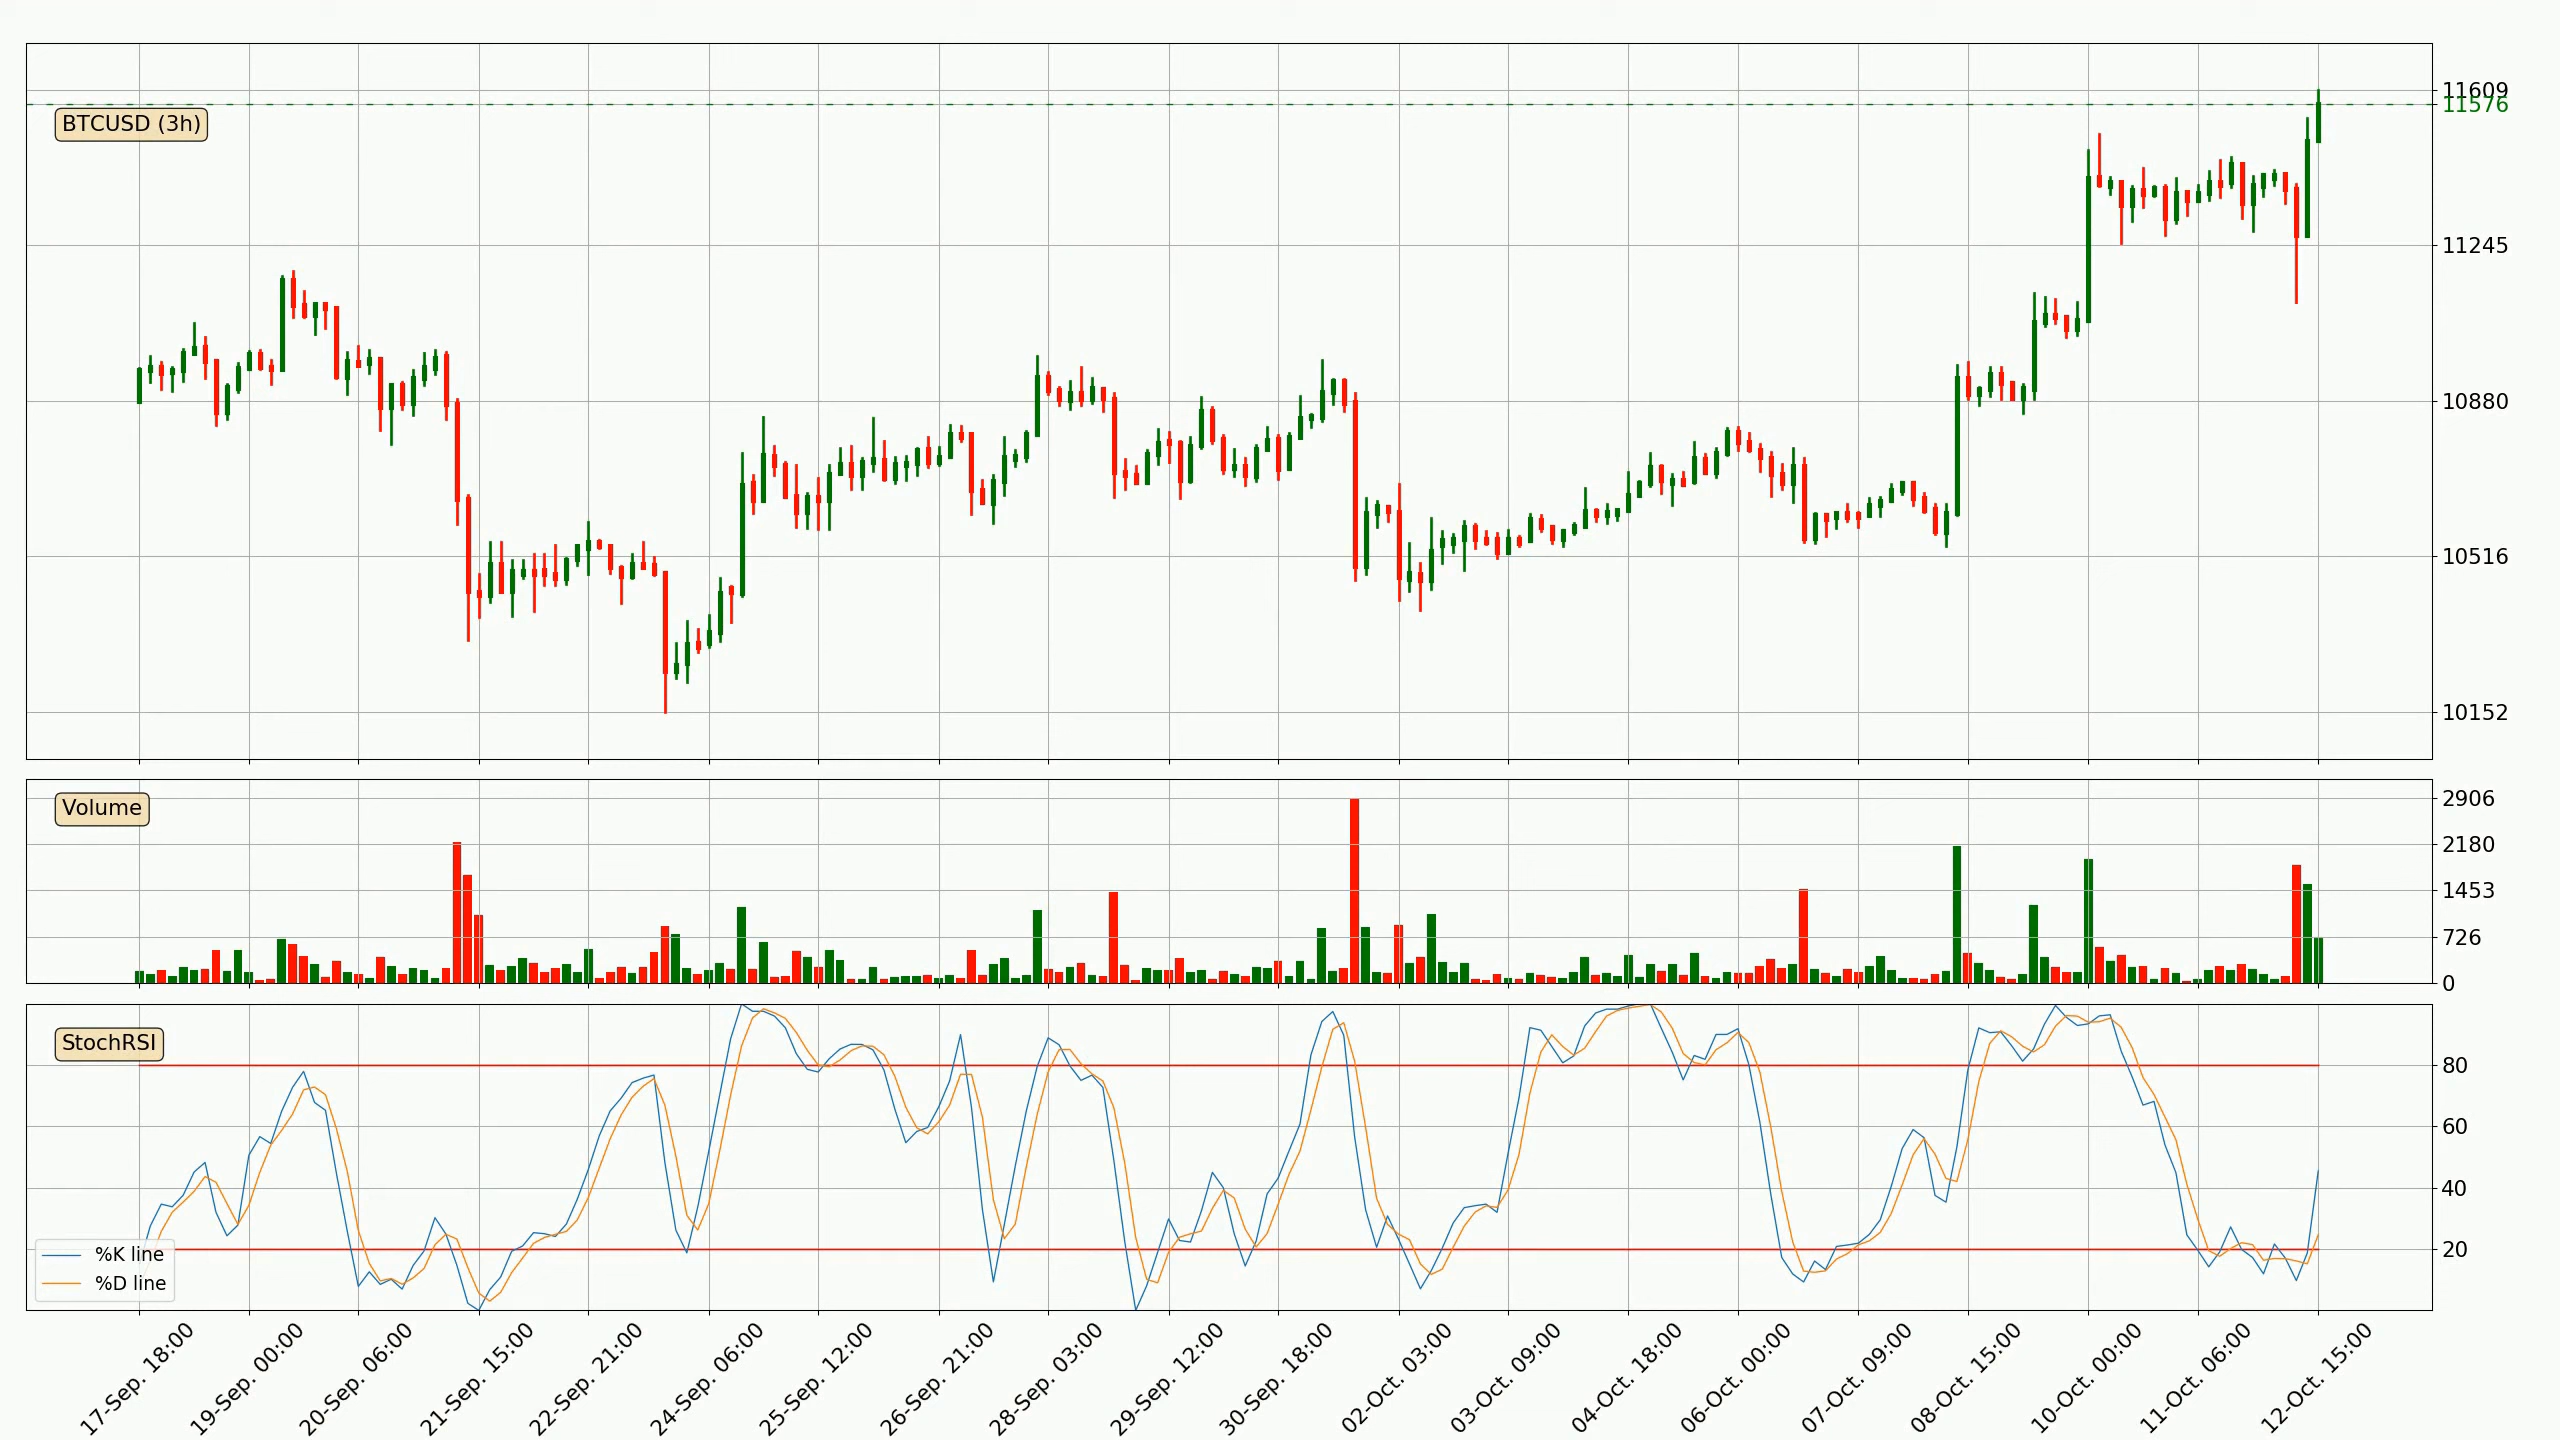 BTCUSD (3h)
11609
11576
11245
10880
10516
10152
Volume
2906
2180
1453
726
0
StochRSI
80
60
40
20
%K line
%D line
17-Sep. 18:00
19-Sep. 00:00
20-Sep. 06:00
21-Sep. 15:00
22-Sep. 21:00
24-Sep. 06:00
25-Sep. 12:00
26-Sep. 21:00
28-Sep. 03:00
29-Sep. 12:00
30-Sep. 18:00
02-Oct. 03:00
03-Oct. 09:00
04-Oct. 18:00
06-Oct. 00:00
07-Oct. 09:00
08-Oct. 15:00
10-Oct. 00:00
11-Oct. 06:00
12-Oct. 15:00